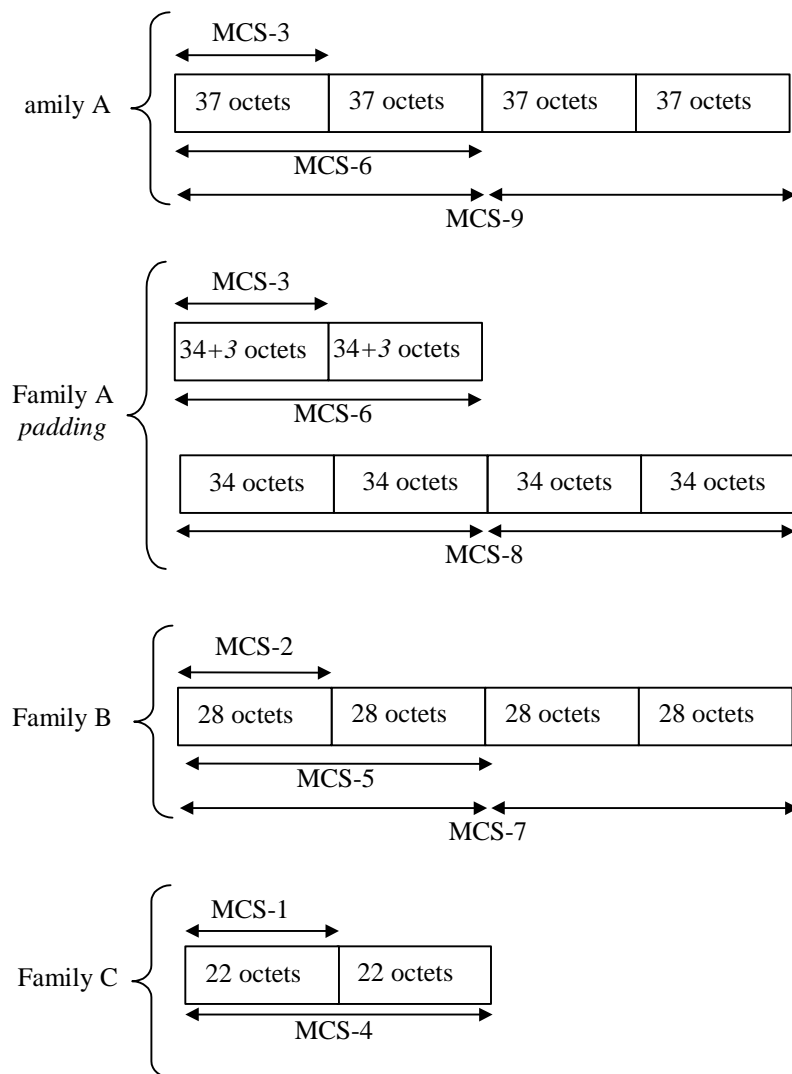 MCS-3
amily A
37 octets 37 octets 37 octets 37 octets
MCS-6
MCS-9
MCS-3
34+3 octets 34+3 octets
Family A
padding
MCS-6
34 octets 34 octets 34 octets 34 octets
MCS-8
MCS-2
Family B
28 octets 28 octets 28 octets 28 octets
MCS-5
MCS-7
MCS-1
Family C
22 octets 22 octets
MCS-4